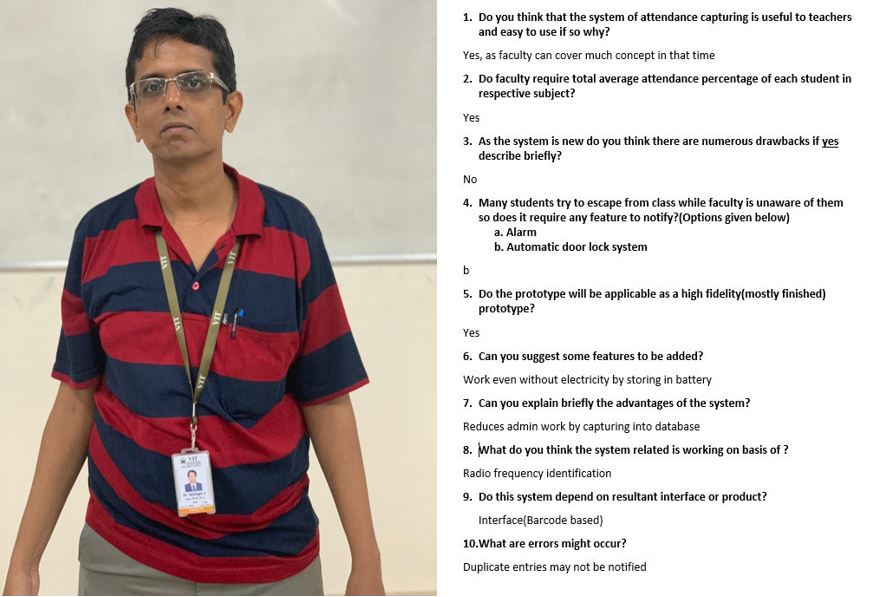 VIT
VIT
VIT
VIT
VIT
1. Do you think that the system of attendance capturing is useful to teachers
and easy to use if so why?
Yes, as faculty can cover much concept in that time
2. Do faculty require total average attendance percentage of each student in
respective subject?
Yes
3. As the system is new do you think there are numerous drawbacks if yes
describe briefly?
No
4. Many students try to escape from class while faculty is unaware of them
so does it require any feature to notify?(Options given below)
a. Alarm
b. Automatic door lock system
b
5. Do the prototype will be applicable as a high fidelity(mostly finished)
prototype?
Yes
6. Can you suggest some features to be added?
Work even without electricity by storing in battery
7. Can you explain briefly the advantages of the system?
Reduces admin work by capturing into database
8. What do you think the system related is working on basis of ?
Radio frequency identification
9. Do this system depend on resultant interface or product?
Interface(Barcode based)
10.What are errors might occur?
Duplicate entries may not be notified